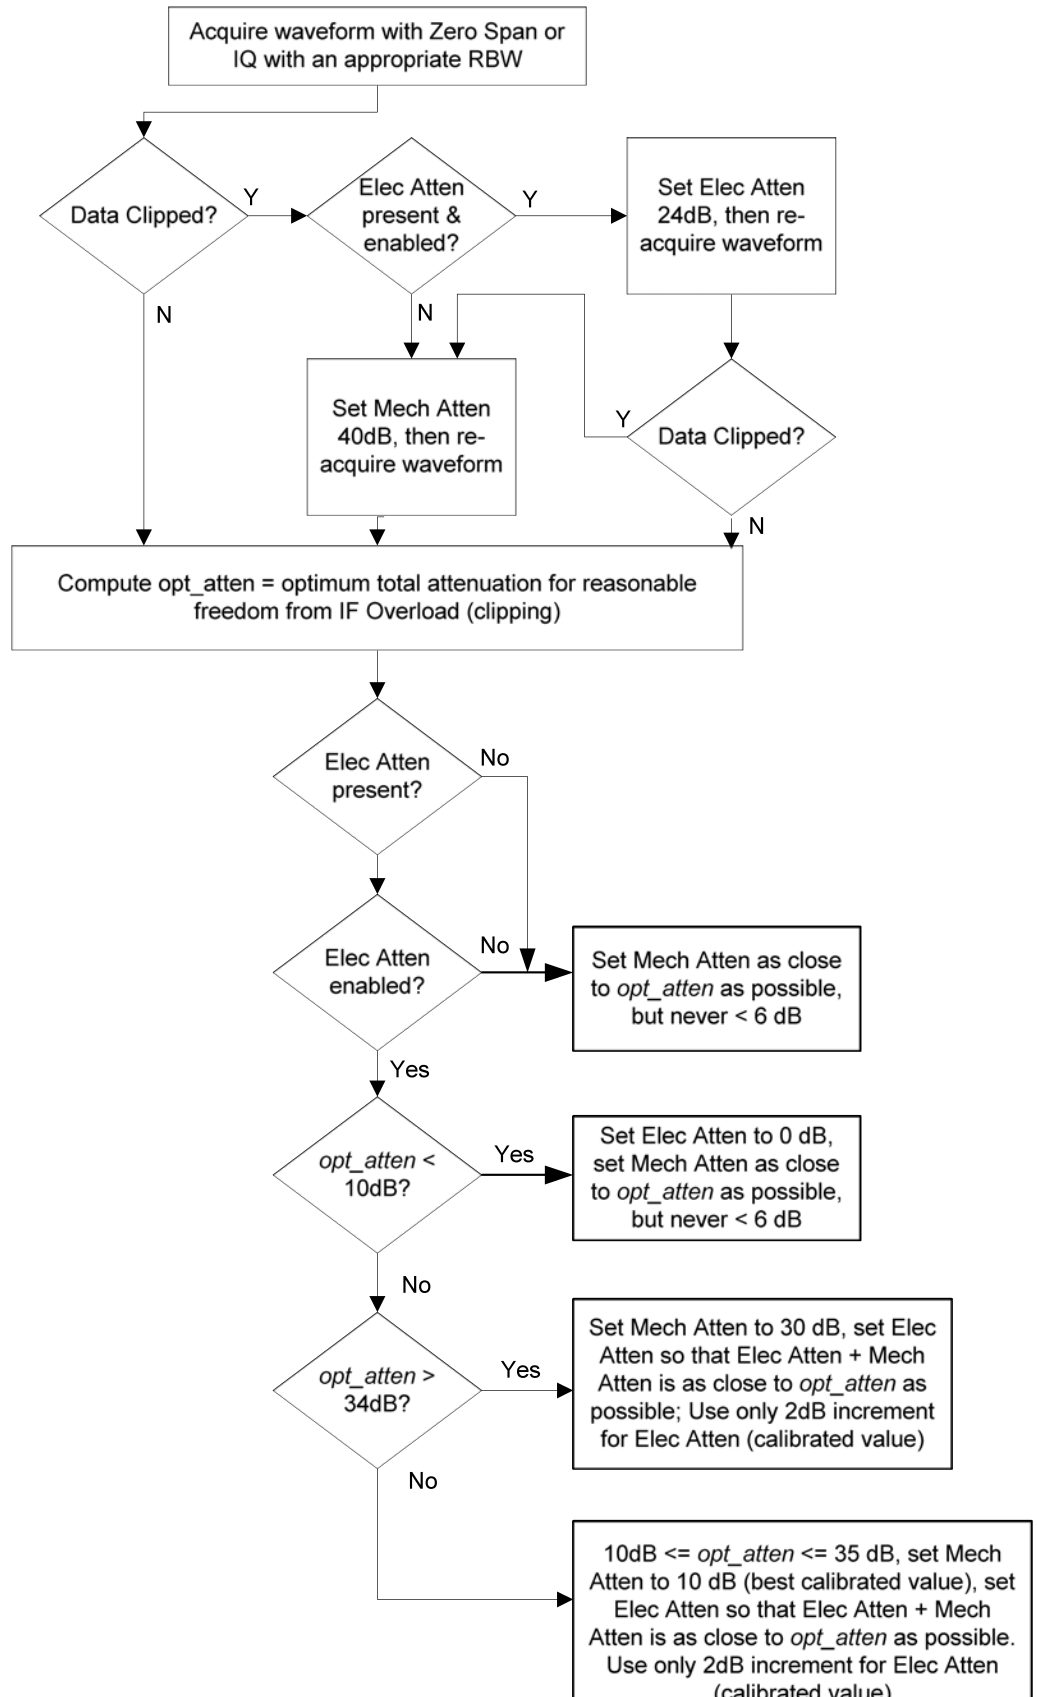 Acquire waveform with Zero Span or
IQ with an appropriate RBW
Data Clipped?
Y
Elec Atten
present &
enabled?
Y
Set Elec Atten
24dB, then re-
acquire waveform
N
N
Set Mech Atten
40dB, then re-
acquire waveform
Y
Data Clipped?
N
Compute opt_atten = optimum total attenuation for reasonable
freedom from IF Overload (clipping)
Elec Atten
present?
No
Elec Atten
enabled?
No
Set Mech Atten as close
to opt_atten as possible,
but never < 6 dB
Yes
opt_atten <
10dB?
Yes
Set Elec Atten to 0 dB,
set Mech Atten as close
to opt_atten as possible,
but never < 6 dB
No
opt_atten >
34dB?
Yes
Set Mech Atten to 30 dB, set Elec
Atten so that Elec Atten + Mech
Atten is as close to opt_atten as
possible; Use only 2dB increment
for Elec Atten (calibrated value)
No
10dB <= opt_atten <= 35 dB, set Mech
Atten to 10 dB (best calibrated value), set
Elec Atten so that Elec Atten + Mech
Atten is as close to opt_atten as possible.
Use only 2dB increment for Elec Atten
(calibrated value)